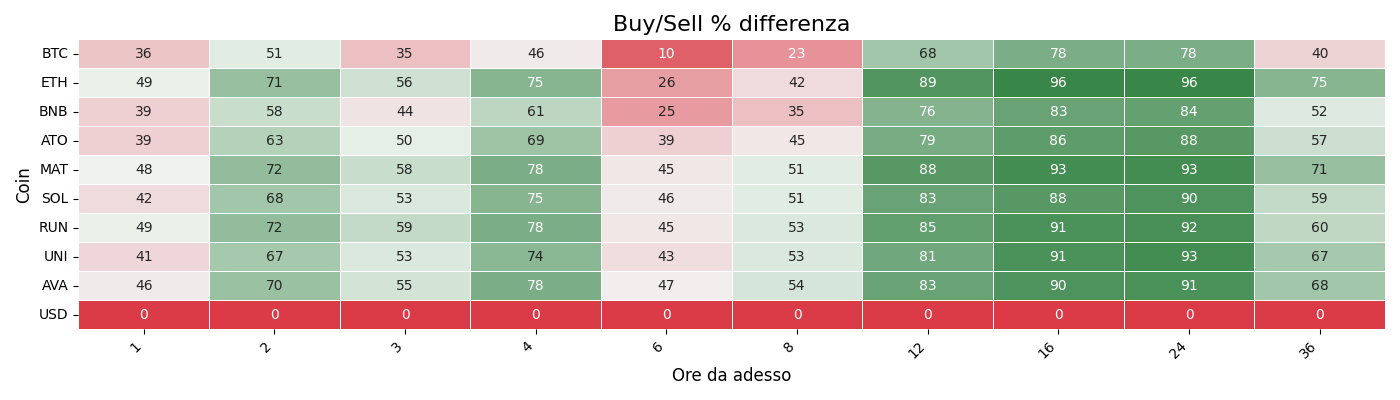 Buy/Sell % differenza
Coin
BTC 36 51 35 46 10 23 68 78 78 40
ETH 49 71 56 75 26 42 89 96 96 75
BNB 39 58 44 61 25 35 76 83 84 52
ATO 39 63 50 69 39 45 79 86 88 57
MAT 48 72 58 78 45 51 88 93 93 71
SOL 42 68 53 75 46 51 83 88 90 59
RUN 49 72 59 78 45 53 85 91 92 60
UNI 41 67 53 74 43 53 81 91 93 67
AVA 46 70 55 78 47 54 83 90 91 68
USD 0 0 0 0 0 0 0 0 0 0
1 2 3 4 6 8 12 16 24 36
Ore da adesso